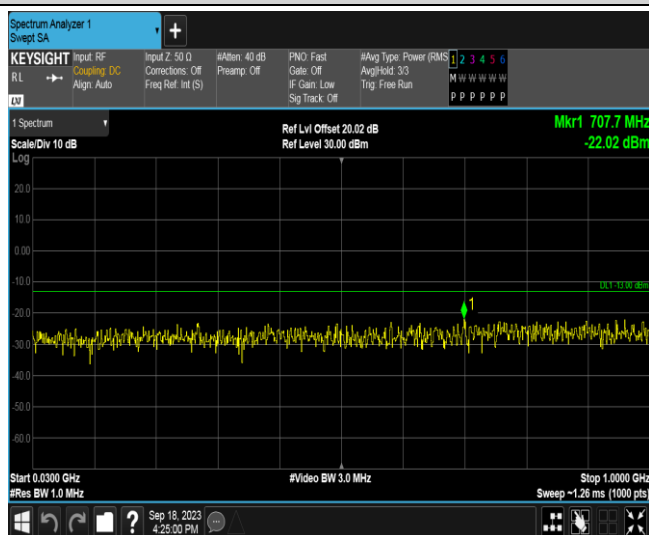 Spectrum Analyzer 1
Swept SA
+
KEYSIGHT
RL
LXI
Input: RF
Coupling: DC
Align: Auto
Input Z: 50 Ω
Corrections: Off
Freq Ref: Int (S)
#Atten: 40 dB
Preamp: Off
PNO: Fast
Gate: Off
IF Gain: Low
Sig Track: Off
#Avg Type: Power (RMS
Avg|Hold: 3/3
Trig: Free Run
1 2 3 4 5 6
M W W W W W
P P P P P P
1 Spectrum
Scale/Div 10 dB
Log
Ref Lvl Offset 20.02 dB
Ref Level 30.00 dBm
Mkr1 707.7 MHz
-22.02 dBm
20.0
10.0
0.00
-10.0
DL1 -13.00 dBm
1
-20.0
-30.0
-40.0
-50.0
-60.0
Start 0.0300 GHz
#Video BW 3.0 MHz
Stop 1.0000 GHz
#Res BW 1.0 MHz
Sweep ~1.26 ms (1000 pts)
?
Sep 18, 2023
4:25:00 PM